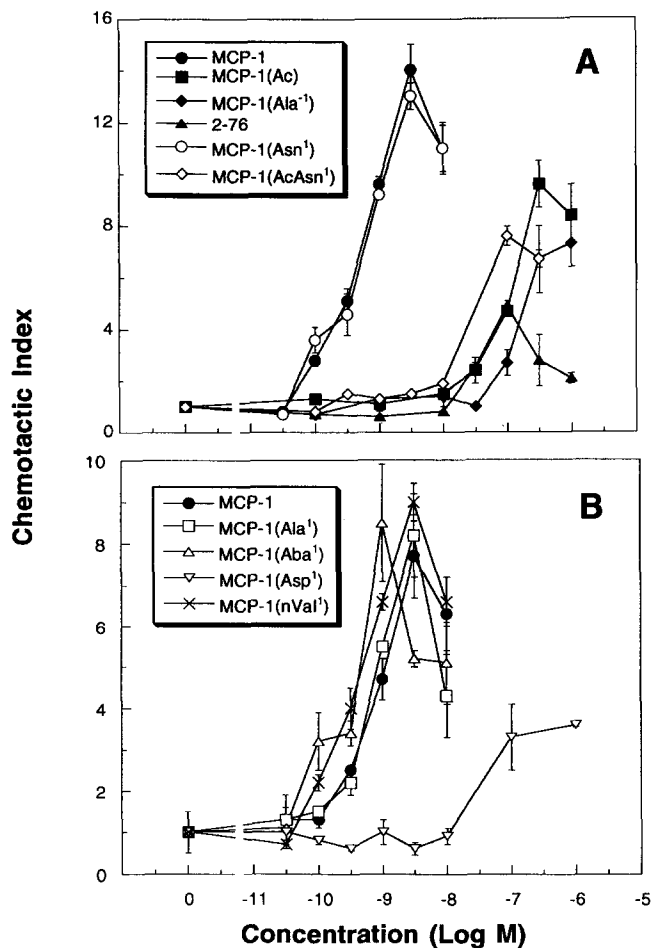 16
12
8
4
0
MCP-1
MCP-1(Ac)
MCP-1(Ala⁻¹)
2-76
MCP-1(Asn¹)
MCP-1(AcAsn¹)
A
Chemotactic Index
10
8
6
4
2
0
MCP-1
MCP-1(Ala¹)
MCP-1(Aba¹)
MCP-1(Asp¹)
MCP-1(nVal¹)
B
0 -11 -10 -9 -8 -7 -6 -5
Concentration (Log M)